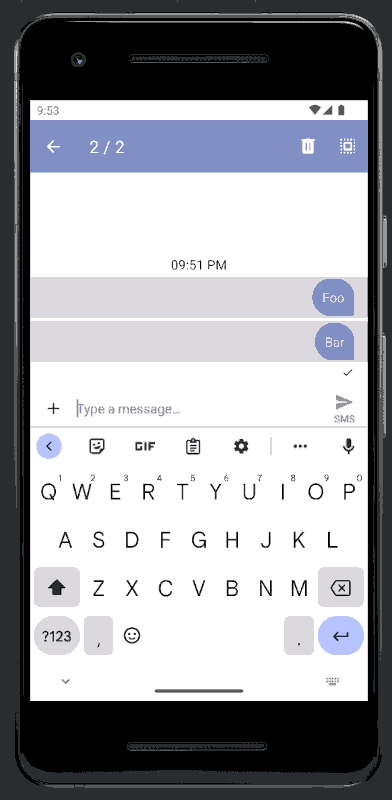 9:53
2 / 2
09:51 PM
Foo
Bar
Type a message…
SMS
GIF
1 2 3 4 5 6 7 8 9 0
Q W E R T Y U I O P
A S D F G H J K L
Z X C V B N M
?123 , .